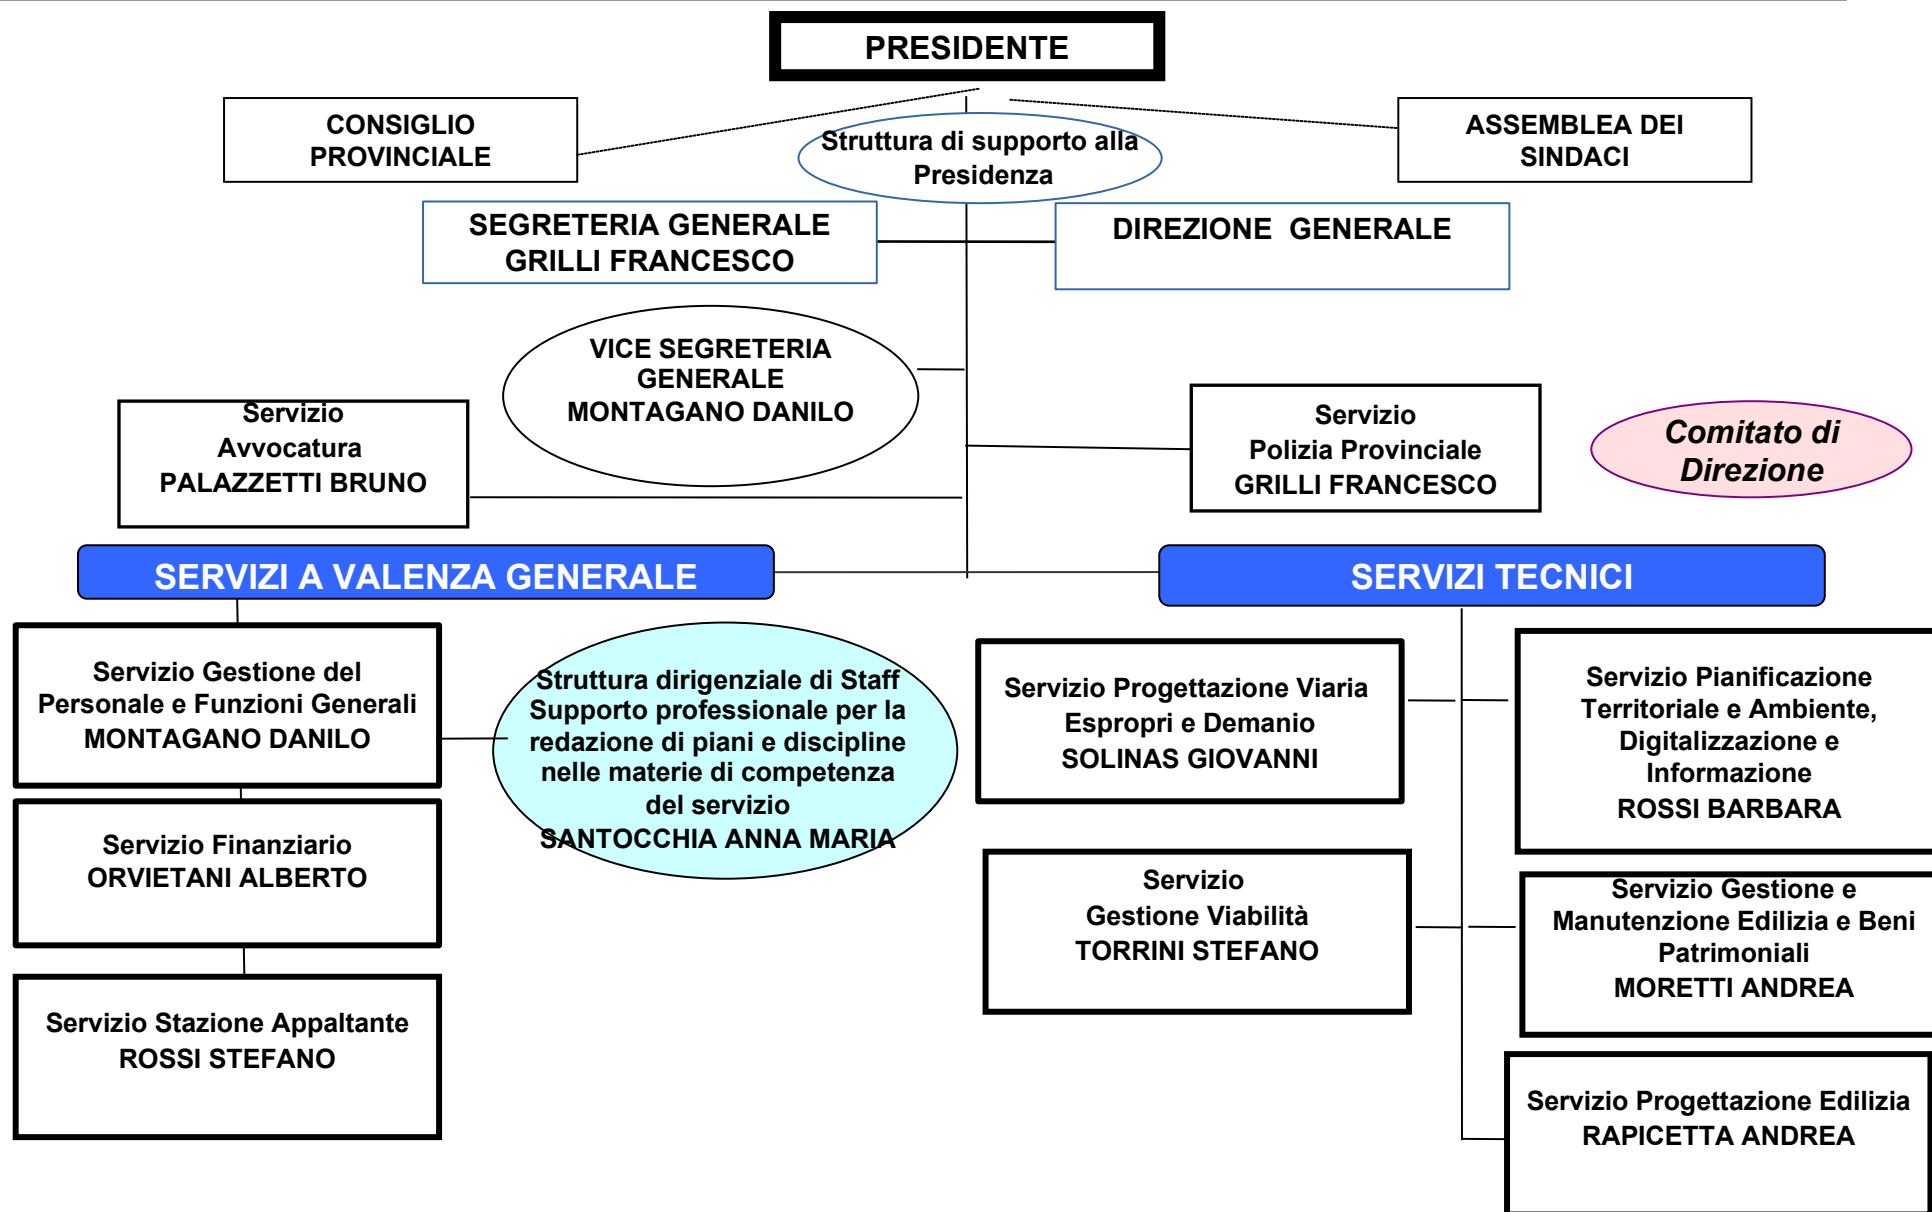 PRESIDENTE
CONSIGLIO
PROVINCIALE
Struttura di supporto alla
Presidenza
ASSEMBLEA DEI
SINDACI
SEGRETERIA GENERALE
GRILLI FRANCESCO
DIREZIONE GENERALE
VICE SEGRETERIA
GENERALE
MONTAGANO DANILO
Servizio
Avvocatura
PALAZZETTI BRUNO
Servizio
Polizia Provinciale
GRILLI FRANCESCO
Comitato di
Direzione
SERVIZI A VALENZA GENERALE
SERVIZI TECNICI
Servizio Gestione del
Personale e Funzioni Generali
MONTAGANO DANILO
Struttura dirigenziale di Staff
Supporto professionale per la
redazione di piani e discipline
nelle materie di competenza
del servizio
SANTOCCHIA ANNA MARIA
Servizio Finanziario
ORVIETANI ALBERTO
Servizio Stazione Appaltante
ROSSI STEFANO
Servizio Progettazione Viaria
Espropri e Demanio
SOLINAS GIOVANNI
Servizio Pianificazione
Territoriale e Ambiente,
Digitalizzazione e
Informazione
ROSSI BARBARA
Servizio
Gestione Viabilità
TORRINI STEFANO
Servizio Gestione e
Manutenzione Edilizia e Beni
Patrimoniali
MORETTI ANDREA
Servizio Progettazione Edilizia
RAPICETTA ANDREA